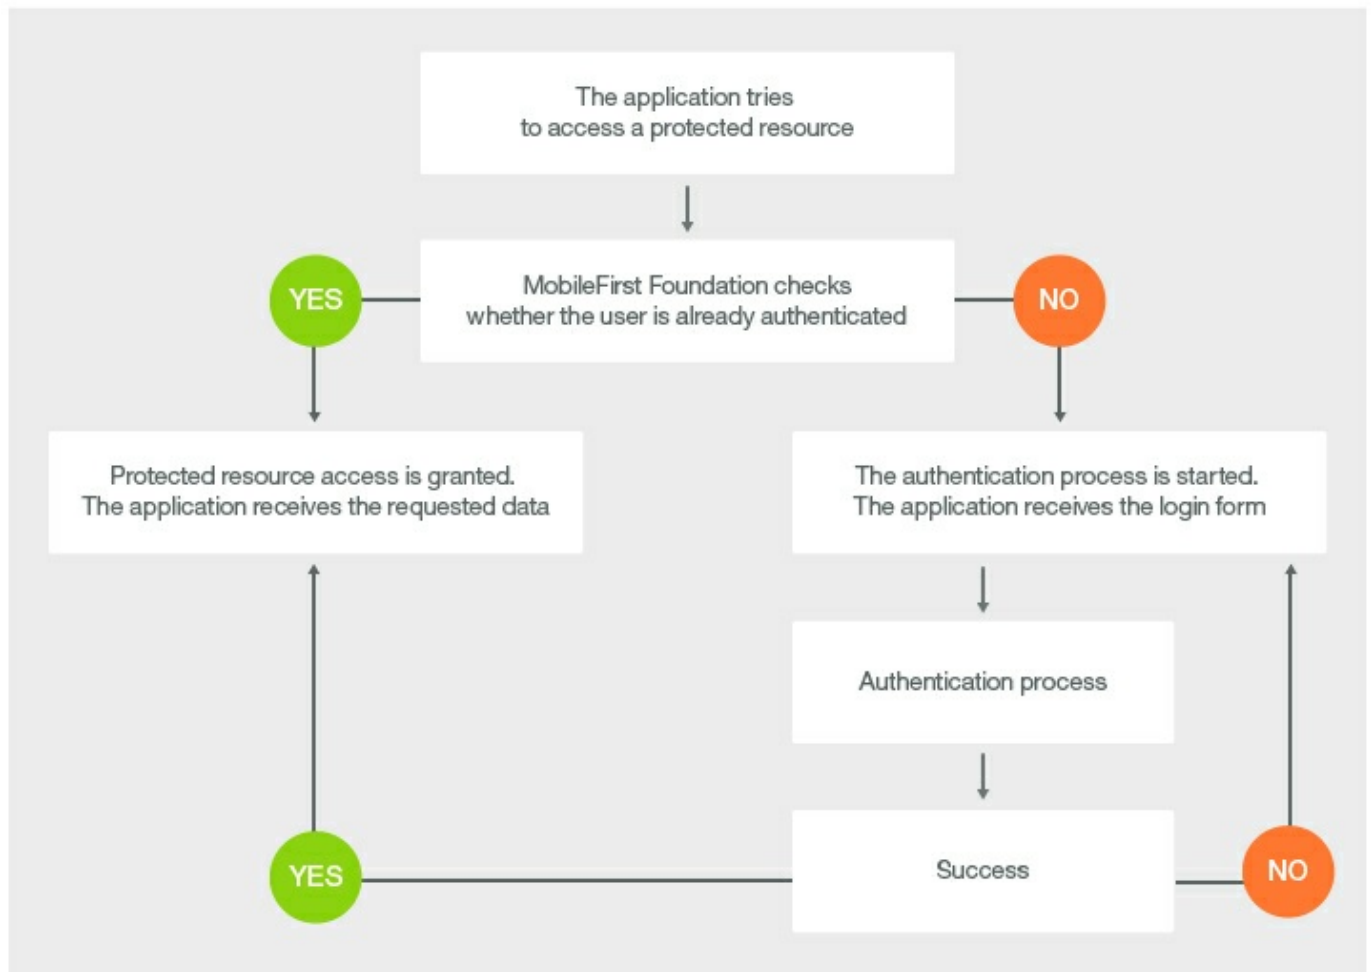 The application tries
to access a protected resource
YES
MobileFirst Foundation checks
whether the user is already authenticated
NO
Protected resource access is granted.
The application receives the requested data
The authentication process is started.
The application receives the login form
Authentication process
YES
Success
NO